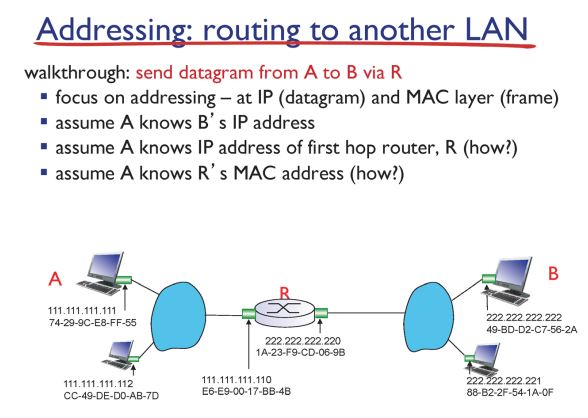 Addressing: routing to another LAN
walkthrough: send datagram from A to B via R
▪ focus on addressing – at IP (datagram) and MAC layer (frame)
▪ assume A knows B’s IP address
▪ assume A knows IP address of first hop router, R (how?)
▪ assume A knows R’s MAC address (how?)
A
B
R
111.111.111.111
74-29-9C-E8-FF-55
222.222.222.222
49-BD-D2-C7-56-2A
222.222.222.220
1A-23-F9-CD-06-9B
111.111.111.112
CC-49-DE-D0-AB-7D
111.111.111.110
E6-E9-00-17-BB-4B
222.222.222.221
88-B2-2F-54-1A-0F